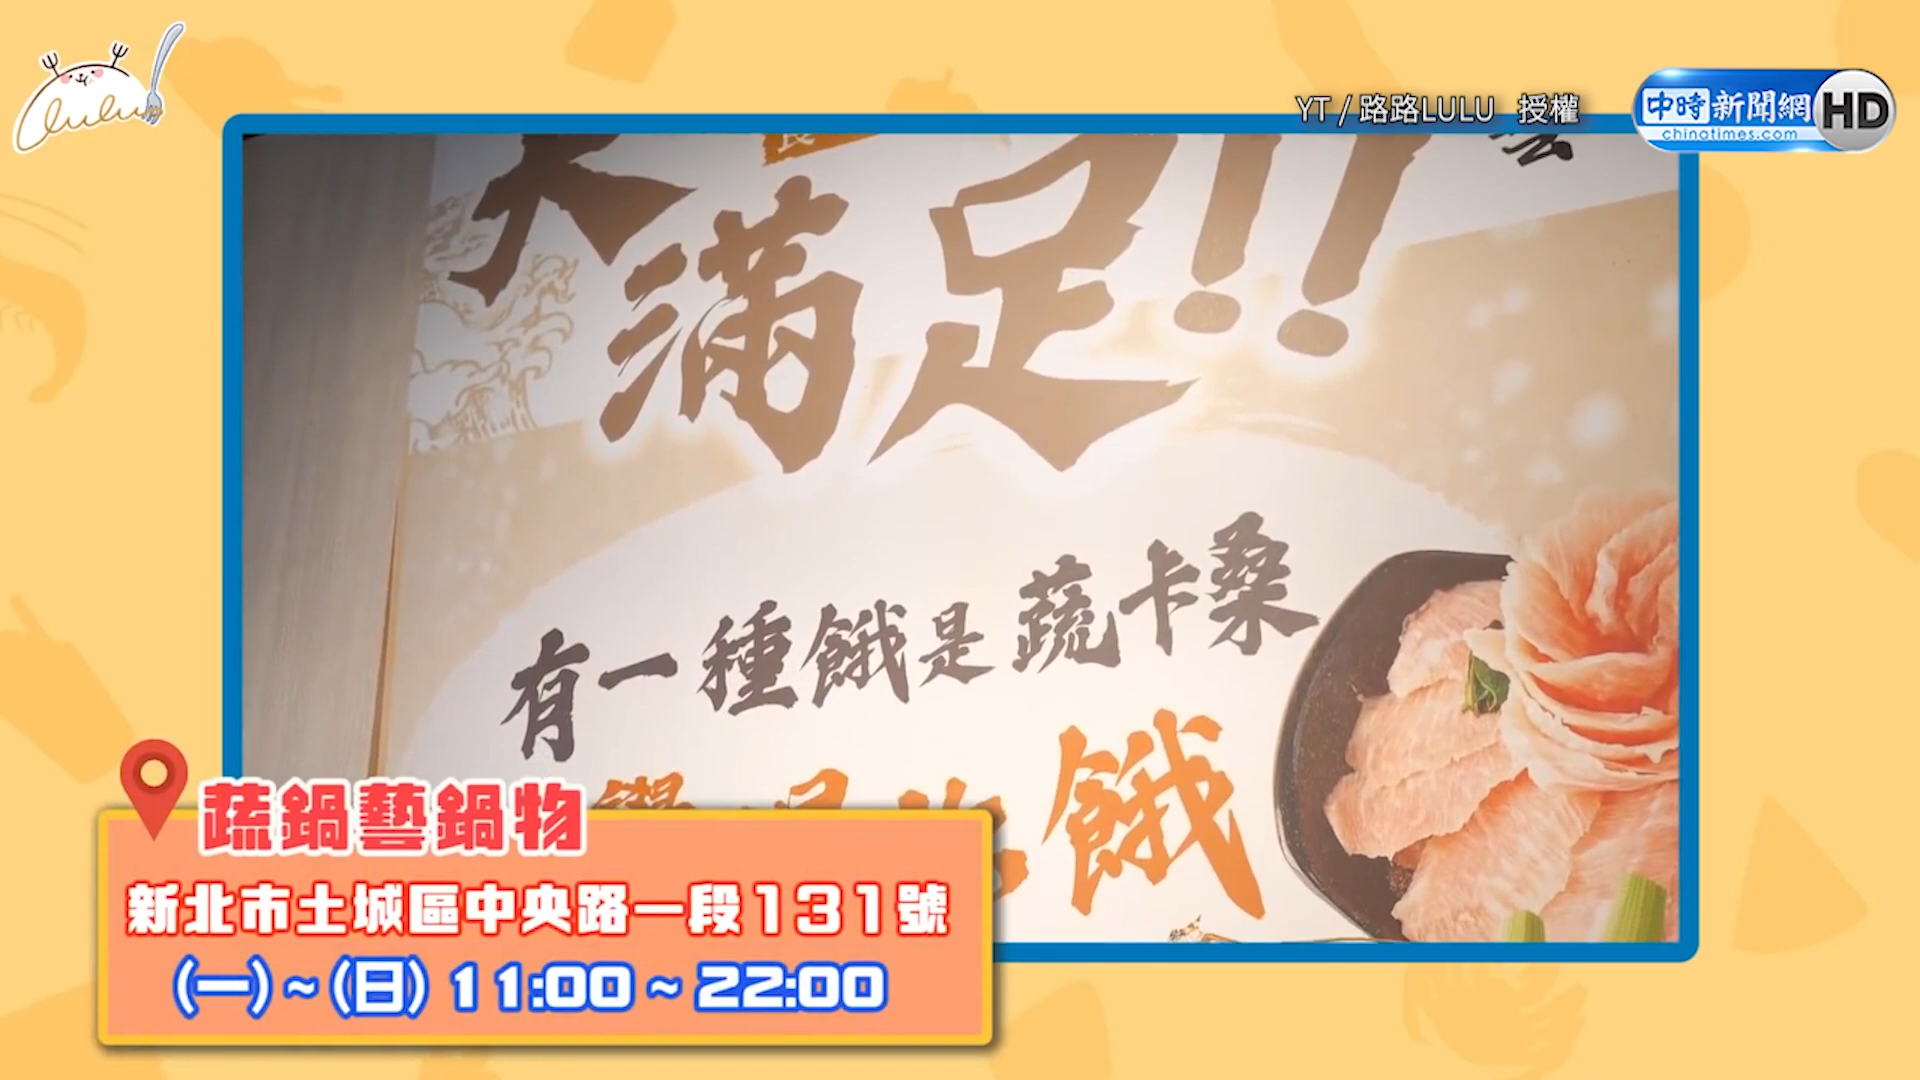 lulu
YT / 路路LULU 授權
中時新聞網 HD
chinatimes.com
大
滿足!!
有一種餓是蔬卡桑
餓
蔬鍋藝鍋物
新北市土城區中央路一段131號
(一)~(日) 11:00~22:00